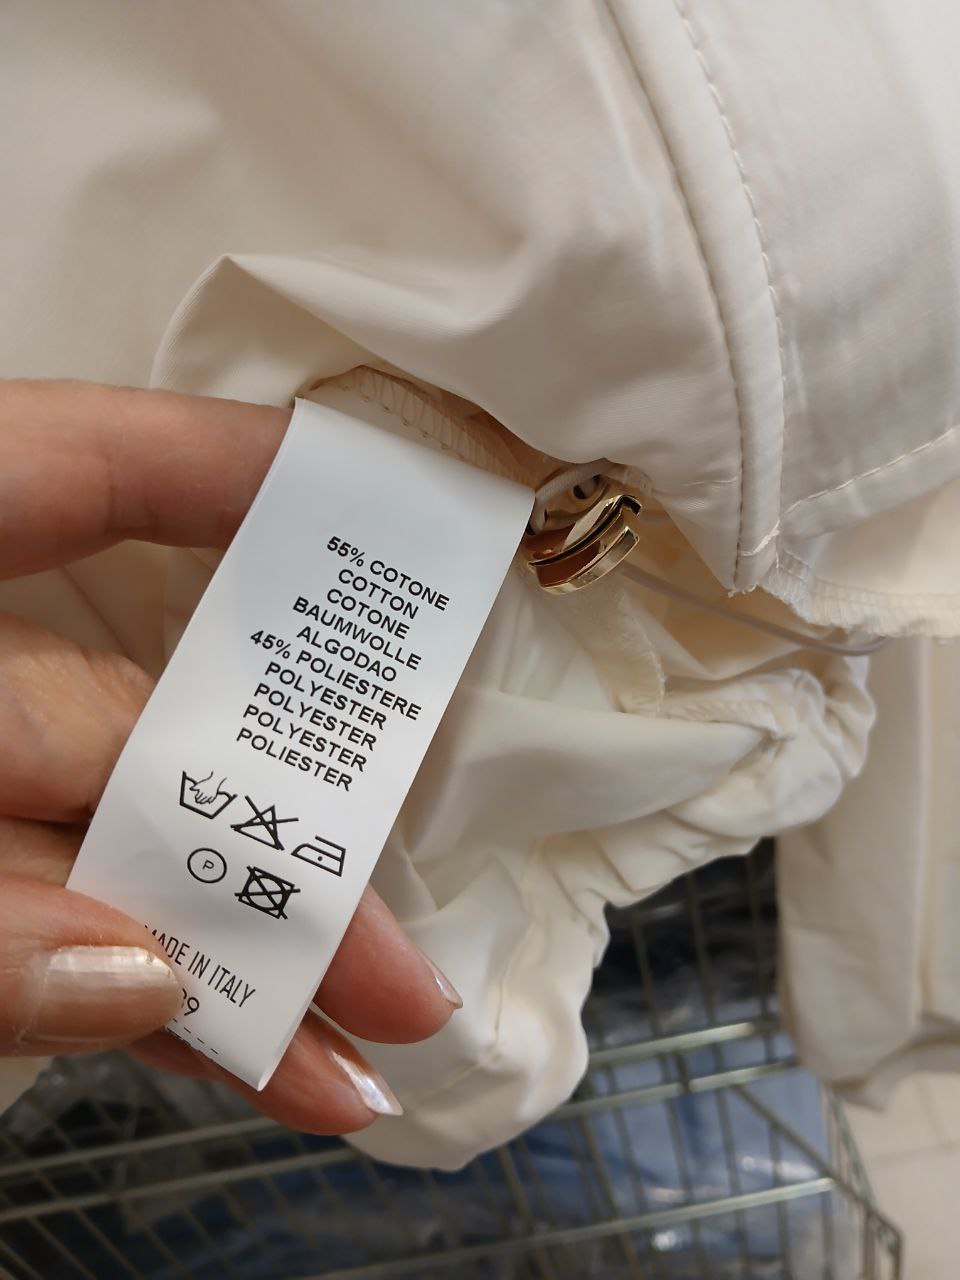 55% COTONE
COTTON
COTONE
BAUMWOLLE
ALGODAO
45% POLIESTERE
POLYESTER
POLYESTER
POLYESTER
POLIESTER
P
MADE IN ITALY